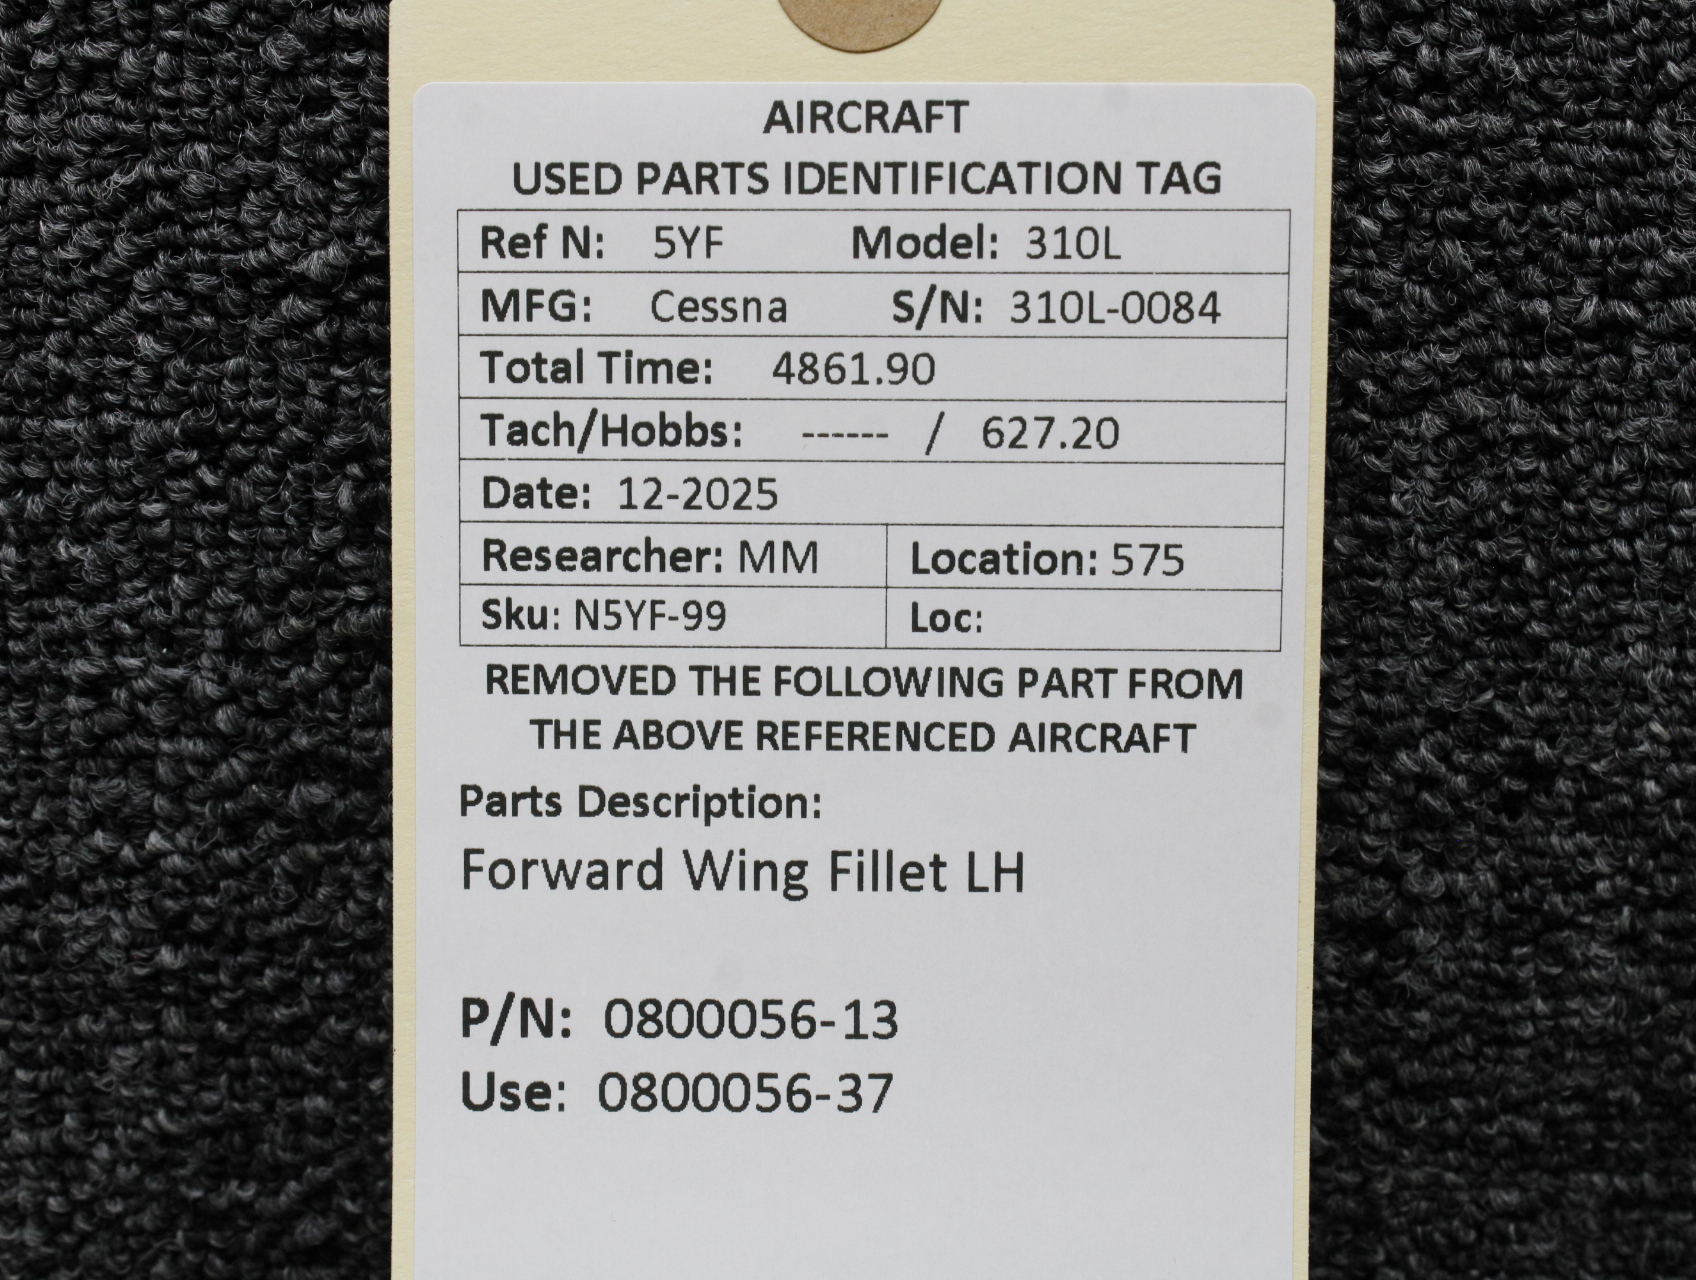 AIRCRAFT
USED PARTS IDENTIFICATION TAG
Ref N: 5YF Model: 310L
MFG: Cessna S/N: 310L-0084
Total Time: 4861.90
Tach/Hobbs: ------ / 627.20
Date: 12-2025
Researcher: MM Location: 575
Sku: N5YF-99 Loc:
REMOVED THE FOLLOWING PART FROM
THE ABOVE REFERENCED AIRCRAFT
Parts Description:
Forward Wing Fillet LH
P/N: 0800056-13
Use: 0800056-37